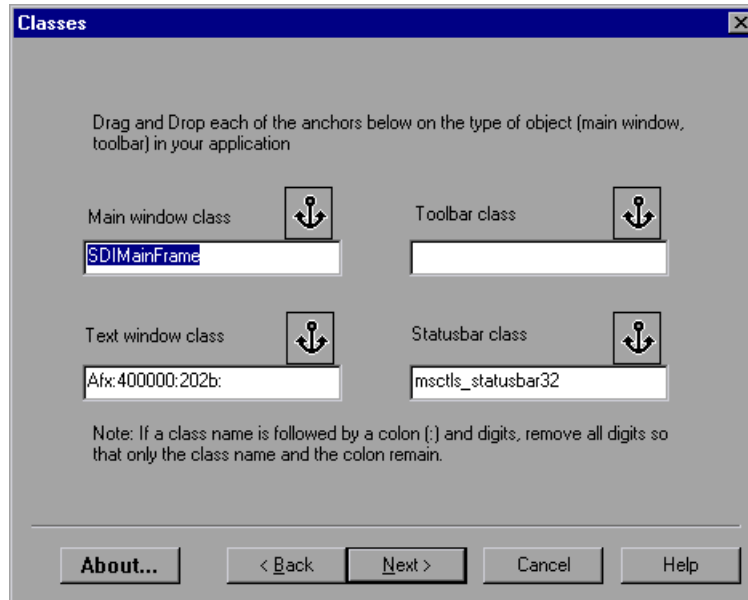 Classes
Drag and Drop each of the anchors below on the type of object (main window,
toolbar) in your application
Main window class
Toolbar class
SDIMainFrame
Text window class
Statusbar class
Afx:400000:202b:
msctls_statusbar32
Note: If a class name is followed by a colon (:) and digits, remove all digits so
that only the class name and the colon remain.
About...
< Back
Next >
Cancel
Help